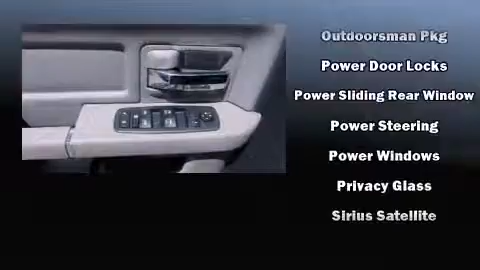 Outdoorsman Pkg
Power Door Locks
Power Sliding Rear Window
Power Steering
Power Windows
Privacy Glass
Sirius Satellite